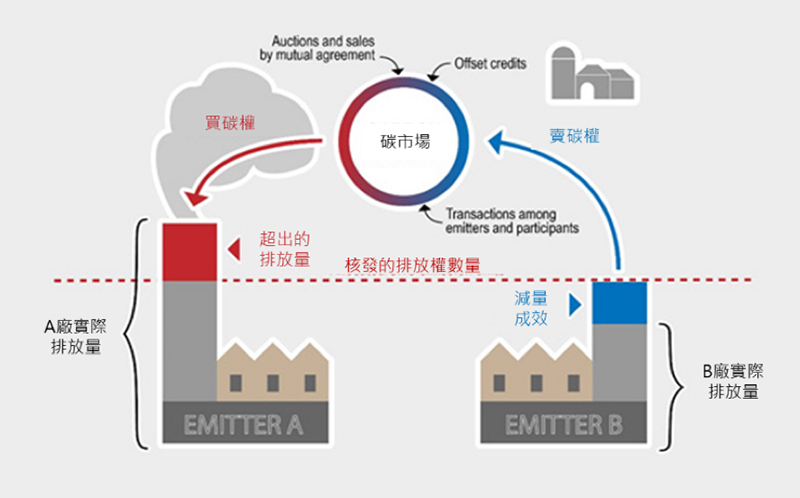 Auctions and sales
by mutual agreement
Offset credits
買碳權
碳市場
賣碳權
Transactions among
emitters and participants
超出的
排放量
核發的排放權數量
減量
成效
A廠實際
排放量
B廠實際
排放量
EMITTER A
EMITTER B